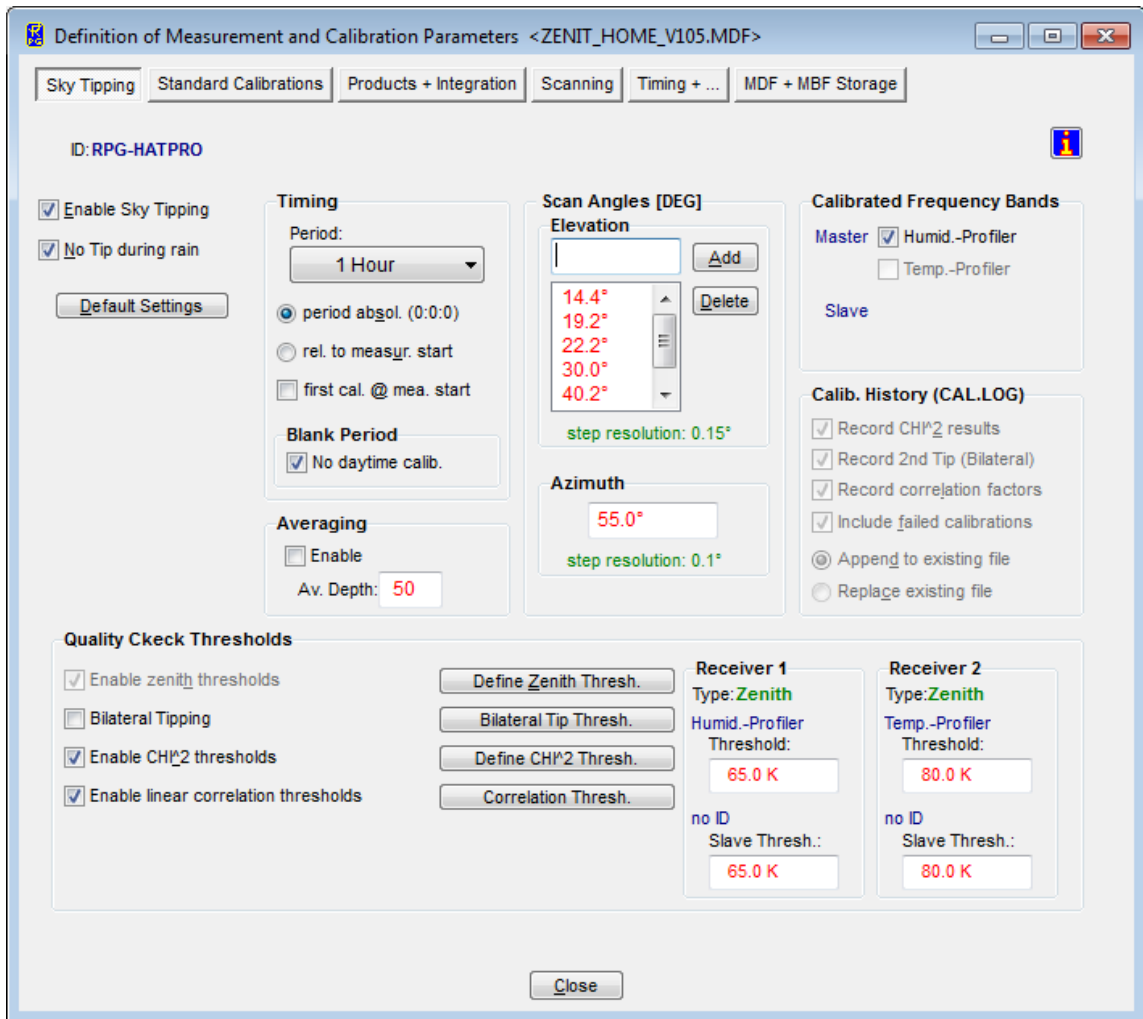 Definition of Measurement and Calibration Parameters <ZENIT_HOME_V105.MDF>
Sky Tipping Standard Calibrations Products + Integration Scanning Timing + ... MDF + MBF Storage
ID: RPG-HATPRO
Enable Sky Tipping
No Tip during rain
Default Settings
Timing
Period:
1 Hour
period absol. (0:0:0)
rel. to measur. start
first cal. @ mea. start
Blank Period
No daytime calib.
Averaging
Enable
Av. Depth: 50
Scan Angles [DEG]
Elevation
Add
14.4°
19.2°
22.2°
30.0°
40.2°
Delete
step resolution: 0.15°
Azimuth
55.0°
step resolution: 0.1°
Calibrated Frequency Bands
Master Humid.-Profiler
Temp.-Profiler
Slave
Calib. History (CAL.LOG)
Record CHI^2 results
Record 2nd Tip (Bilateral)
Record correlation factors
Include failed calibrations
Append to existing file
Replace existing file
Quality Ckeck Thresholds
Enable zenith thresholds Define Zenith Thresh.
Bilateral Tipping Bilateral Tip Thresh.
Enable CHI^2 thresholds Define CHI^2 Thresh.
Enable linear correlation thresholds Correlation Thresh.
Receiver 1
Type: Zenith
Humid.-Profiler
Threshold:
65.0 K
no ID
Slave Thresh.:
65.0 K
Receiver 2
Type: Zenith
Temp.-Profiler
Threshold:
80.0 K
no ID
Slave Thresh.:
80.0 K
Close